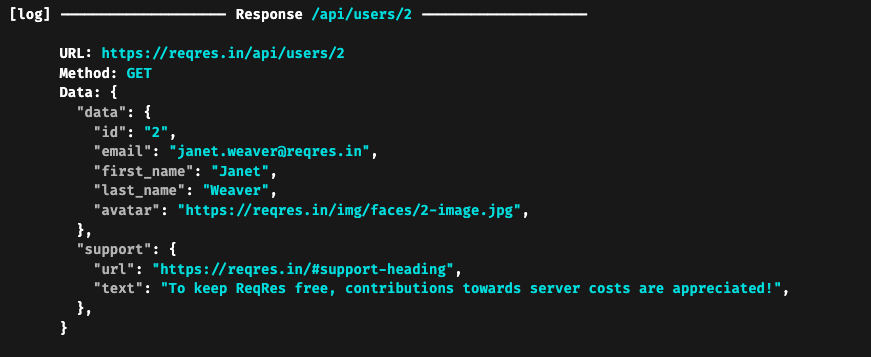 [log] ──────────────────── Response /api/users/2 ────────────────────
URL: https://reqres.in/api/users/2
Method: GET
Data: {
"data": {
"id": "2",
"email": "janet.weaver@reqres.in",
"first_name": "Janet",
"last_name": "Weaver",
"avatar": "https://reqres.in/img/faces/2-image.jpg",
},
"support": {
"url": "https://reqres.in/#support-heading",
"text": "To keep ReqRes free, contributions towards server costs are appreciated!",
},
}